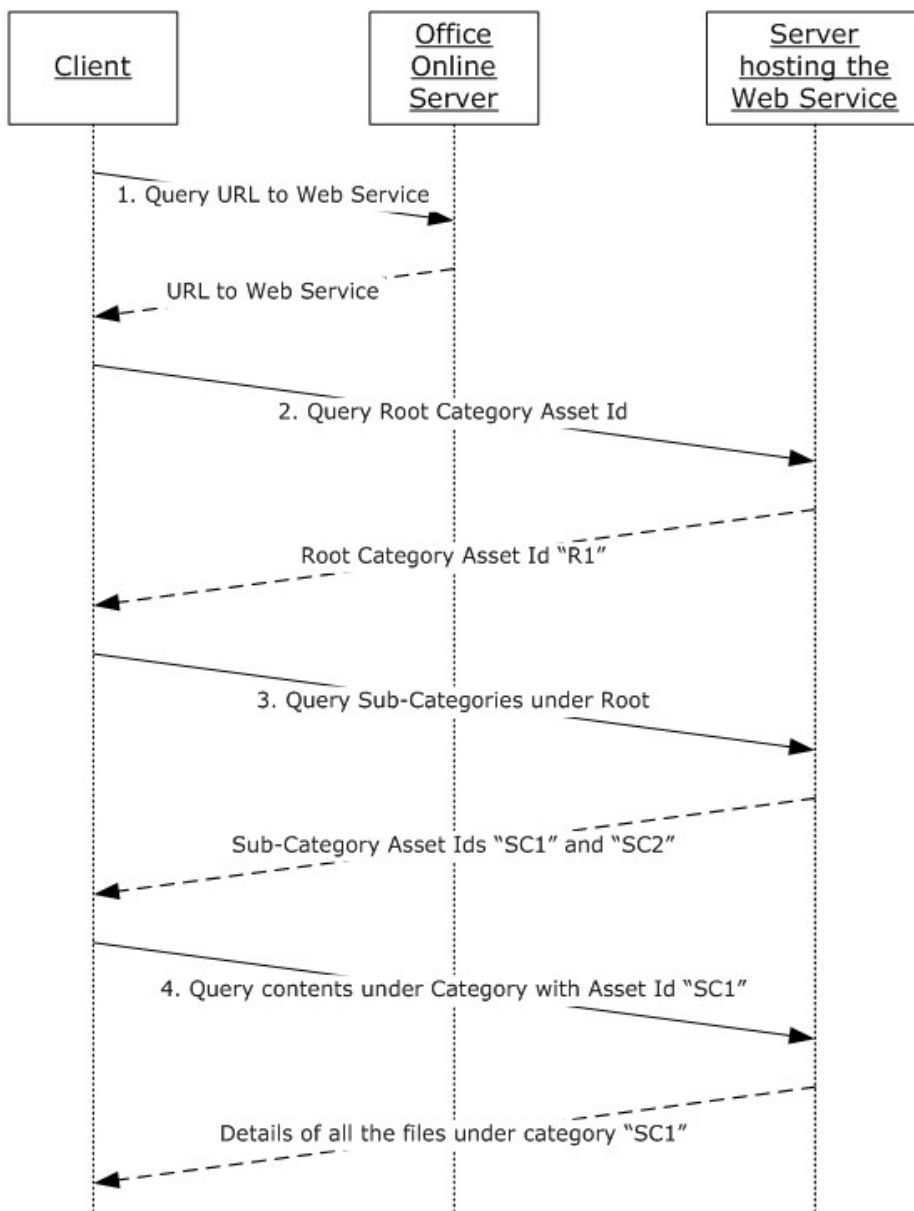 Client
Office
Online
Server
Server
hosting the
Web Service
1. Query URL to Web Service
URL to Web Service
2. Query Root Category Asset Id
Root Category Asset Id “R1”
3. Query Sub-Categories under Root
Sub-Category Asset Ids “SC1” and “SC2”
4. Query contents under Category with Asset Id “SC1”
Details of all the files under category “SC1”